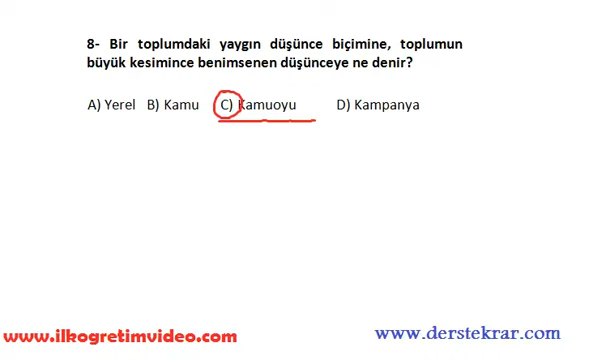 8- Bir toplumdaki yaygın düşünce biçimine, toplumun
büyük kesimince benimsenen düşünceye ne denir?
A) Yerel B) Kamu C) Kamuoyu D) Kampanya
www.ilkogretimvideo.com
www.derstekrar.com